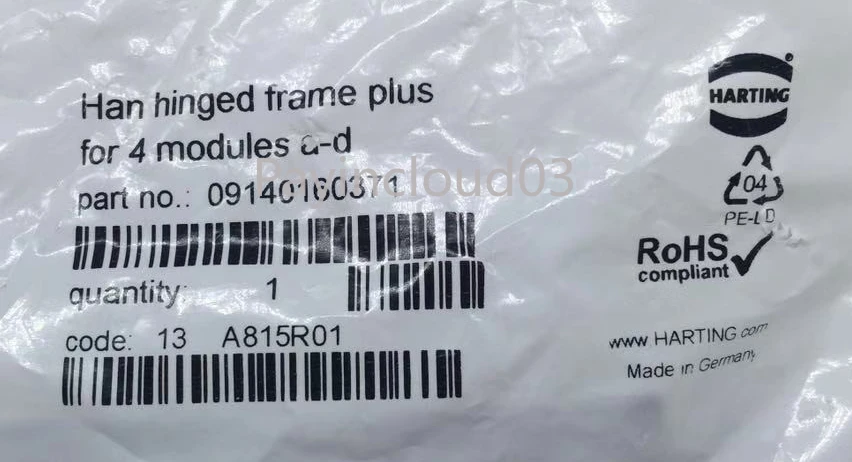 Han hinged frame plus
for 4 modules a-d
part no.: 09140160371
quantity: 1
code: 13 A815R01
HARTING
04
PE-LD
RoHS
compliant
www HARTING com
Made in Germany